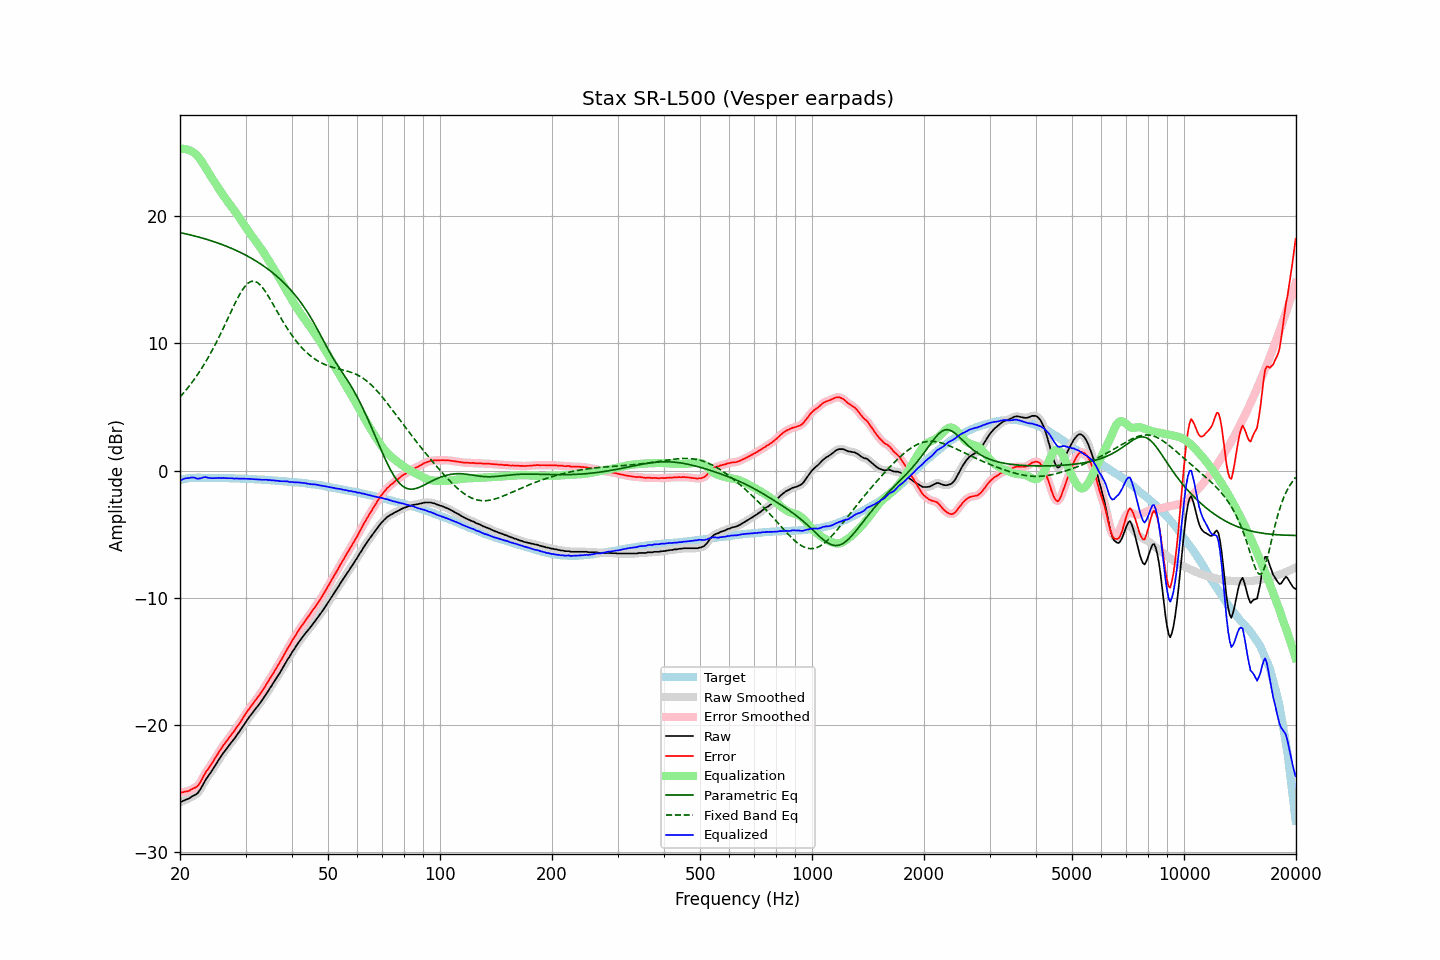 Stax SR-L500 (Vesper earpads)
Amplitude (dBr)
20
10
0
−10
−20
−30
Target
Raw Smoothed
Error Smoothed
Raw
Error
Equalization
Parametric Eq
Fixed Band Eq
Equalized
20 50 100 200 500 1000 2000 5000 10000 20000
Frequency (Hz)